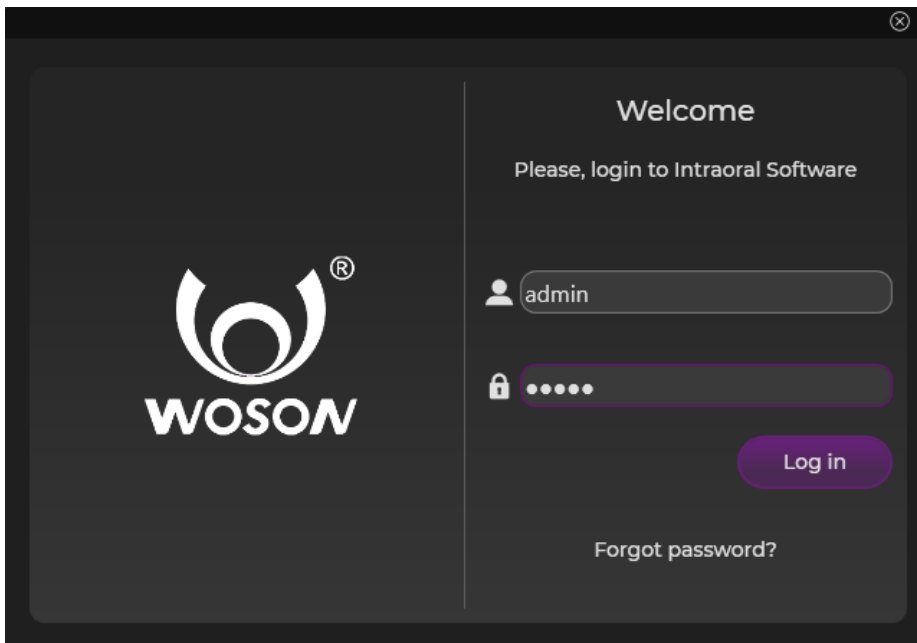 ®
WOSON
Welcome
Please, login to Intraoral Software
admin
●●●●●
Log in
Forgot password?